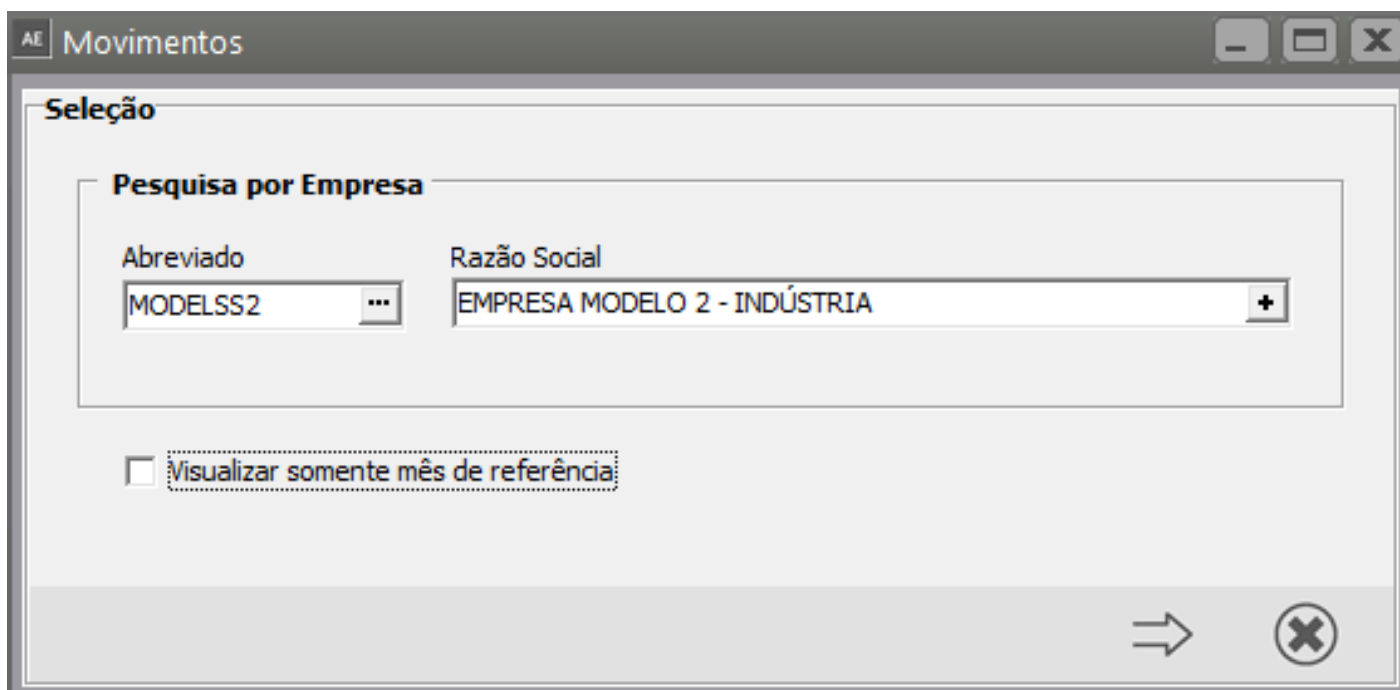 AE Movimentos
Seleção
Pesquisa por Empresa
Abreviado Razão Social
MODELSS2 ... EMPRESA MODELO 2 - INDÚSTRIA +
Visualizar somente mês de referência